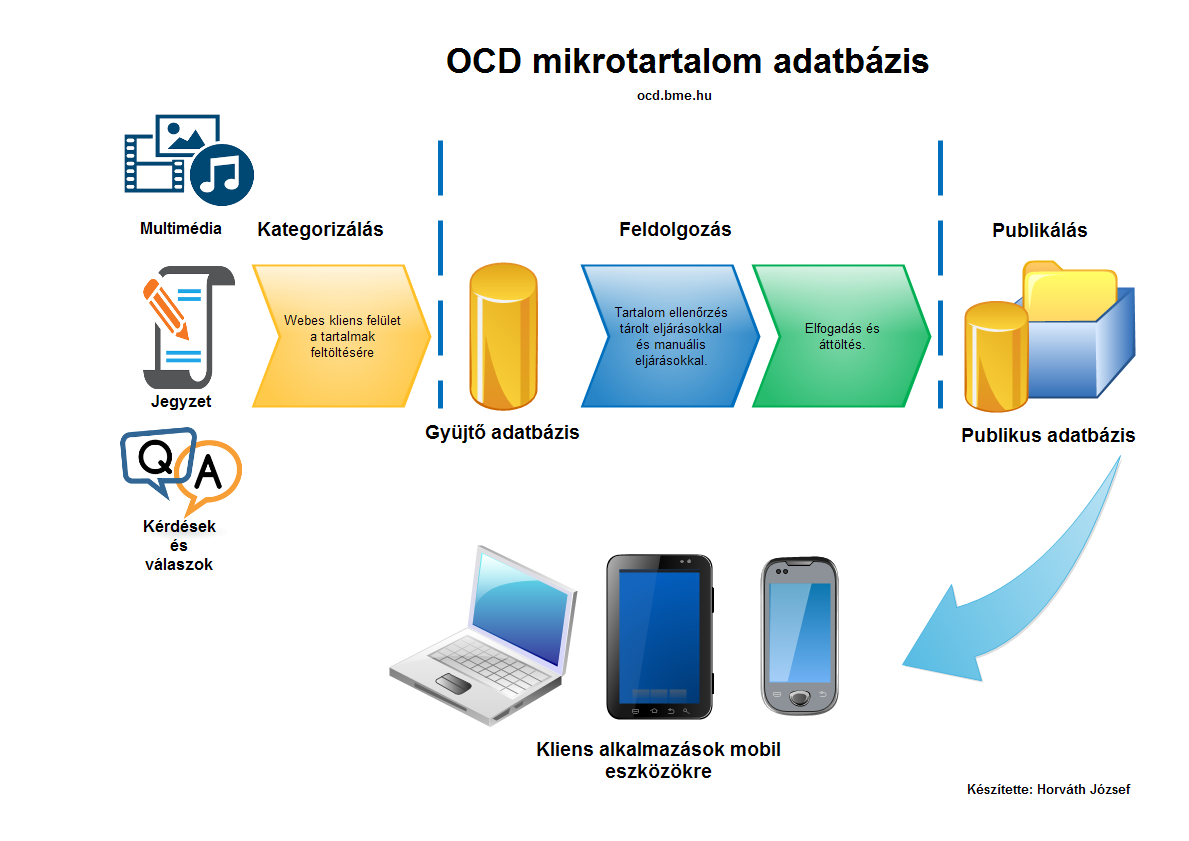 OCD mikrotartalom adatbázis
ocd.bme.hu
Multimédia
Kategorizálás
Feldolgozás
Publikálás
Webes kliens felület
a tartalmak
feltöltésére
Tartalom ellenőrzés
tárolt eljárásokkal
és manuális
eljárásokkal.
Elfogadás és
áttöltés.
Jegyzet
Gyüjtő adatbázis
Publikus adatbázis
Q A
Kérdések
és
válaszok
Kliens alkalmazások mobil
eszközökre
Készítette: Horváth József